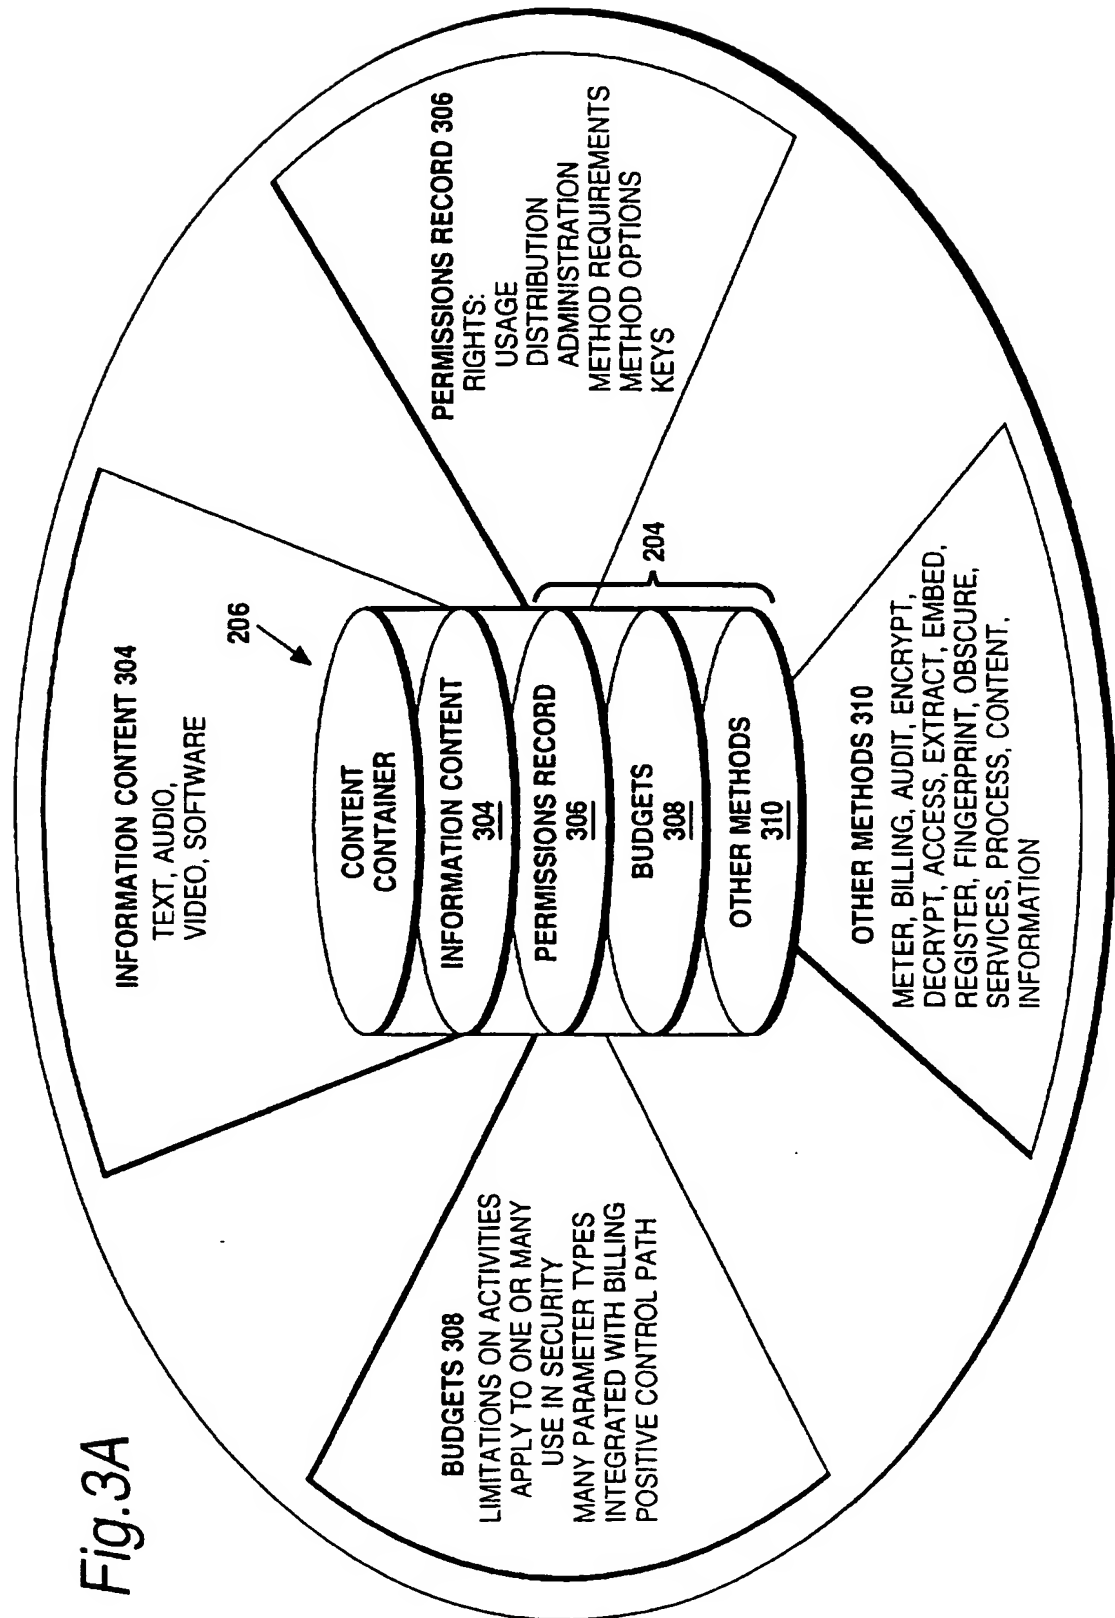 Fig.3A
INFORMATION CONTENT 304
TEXT, AUDIO,
VIDEO, SOFTWARE
206
BUDGETS 308
LIMITATIONS ON ACTIVITIES
APPLY TO ONE OR MANY
USE IN SECURITY
MANY PARAMETER TYPES
INTEGRATED WITH BILLING
POSITIVE CONTROL PATH
CONTENT
CONTAINER
INFORMATION CONTENT
304
PERMISSIONS RECORD
306
BUDGETS
308
OTHER METHODS
310
204
PERMISSIONS RECORD 306
RIGHTS:
USAGE
DISTRIBUTION
ADMINISTRATION
METHOD REQUIREMENTS
METHOD OPTIONS
KEYS
OTHER METHODS 310
METER, BILLING, AUDIT, ENCRYPT,
DECRYPT, ACCESS, EXTRACT, EMBED,
REGISTER, FINGERPRINT, OBSCURE,
SERVICES, PROCESS, CONTENT,
INFORMATION